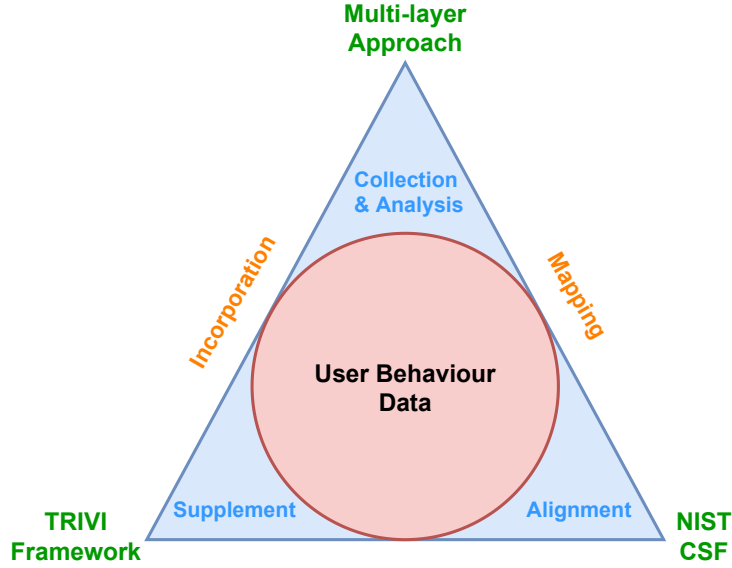 Multi-layer
Approach
Collection
& Analysis
Incorporation
Mapping
User Behaviour
Data
Supplement
Alignment
TRIVI
Framework
NIST
CSF